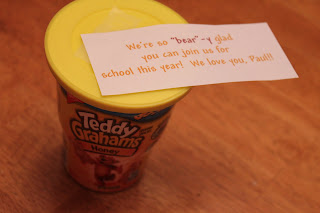 We're so "bear" -y glad
you can join us for
school this year! We love you, Paul!!
Teddy
Grahams
Honey